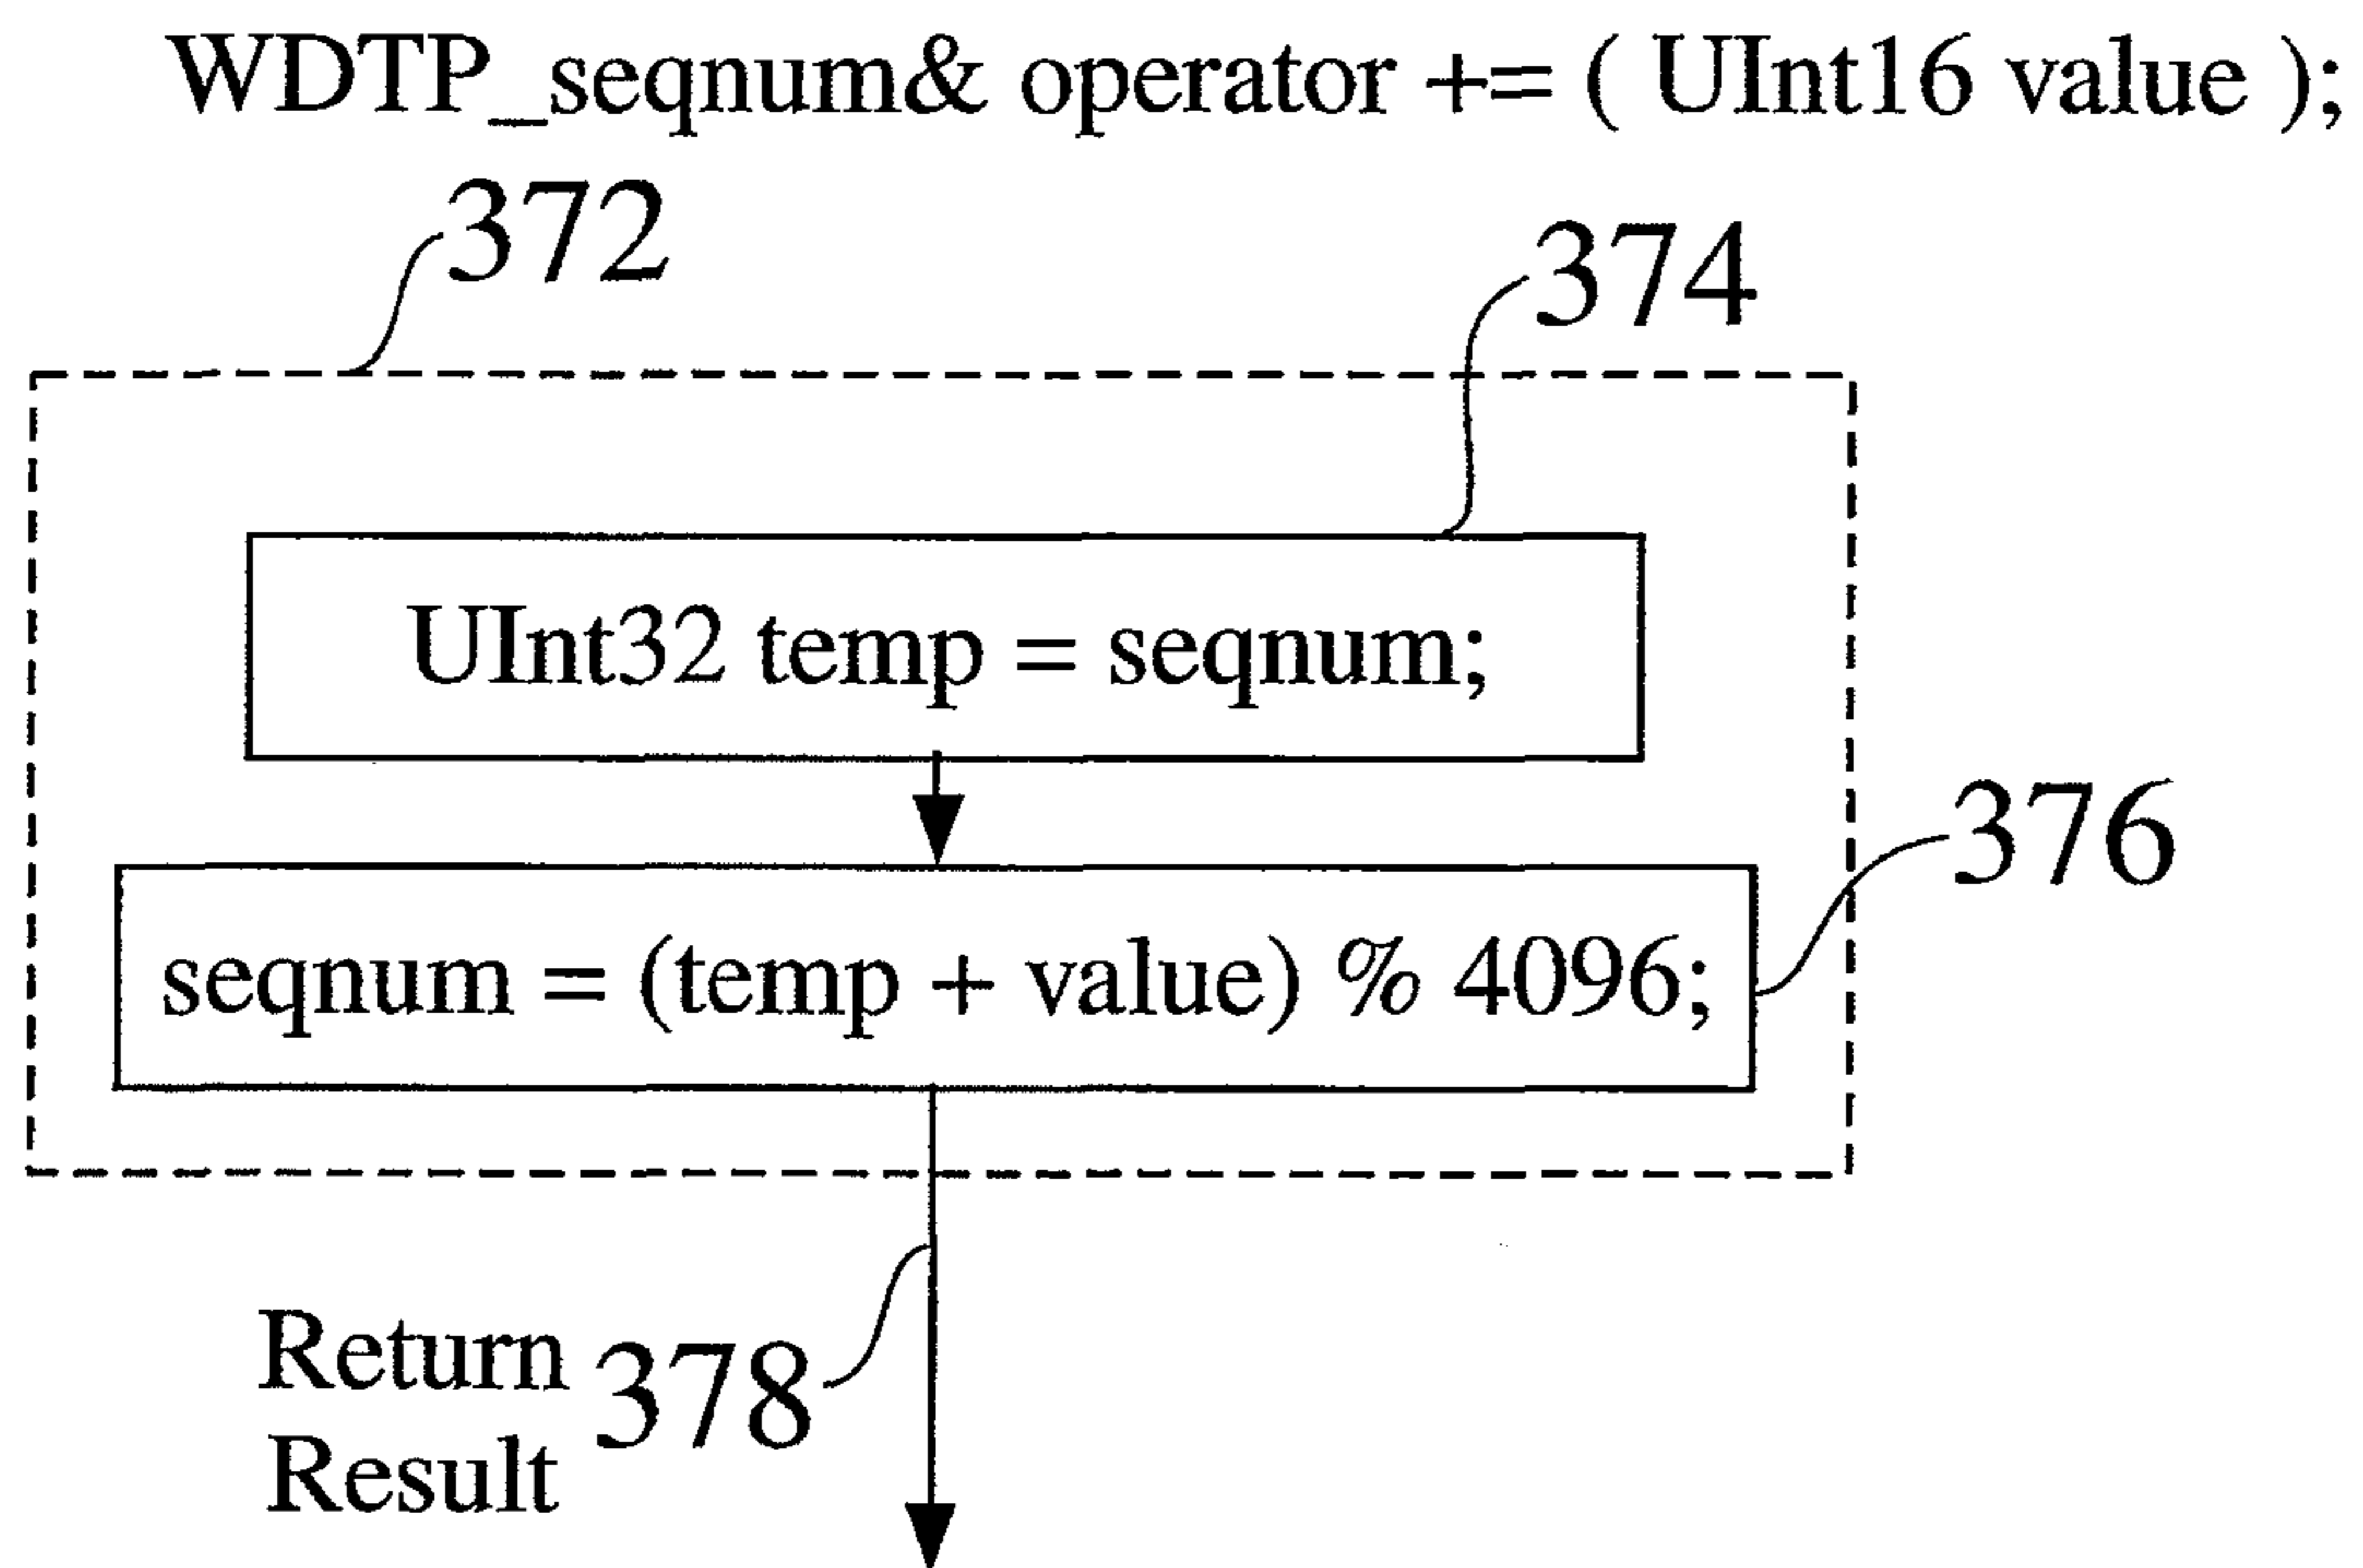 WDTP_seqnum& operator += ( UInt16 value );
372
374
UInt32 temp = seqnum;
376
seqnum = (temp + value) % 4096;
Return
378
Result